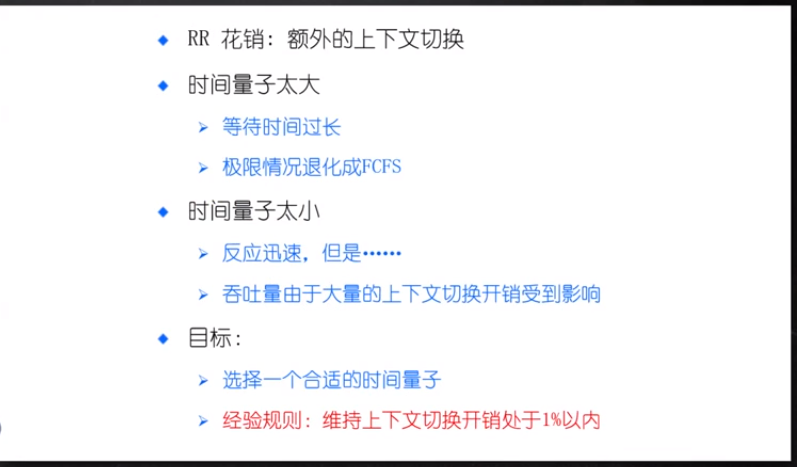 RR 花销：额外的上下文切换
时间量子太大
等待时间过长
极限情况退化成FCFS
时间量子太小
反应迅速，但是……
吞吐量由于大量的上下文切换开销受到影响
目标：
选择一个合适的时间量子
经验规则：维持上下文切换开销处于1%以内